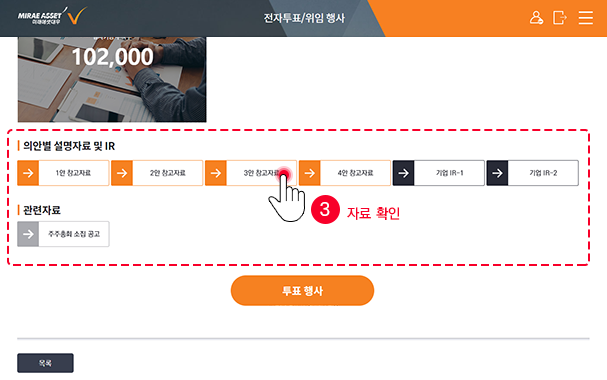 MIRAE ASSET
미래에셋대우
전자투표/위임 행사
102,000
의안별 설명자료 및 IR
1안 참고자료
2안 참고자료
3안 참고자료
4안 참고자료
기업 IR-1
기업 IR-2
3 자료 확인
관련자료
주주총회 소집 공고
투표 행사
목록